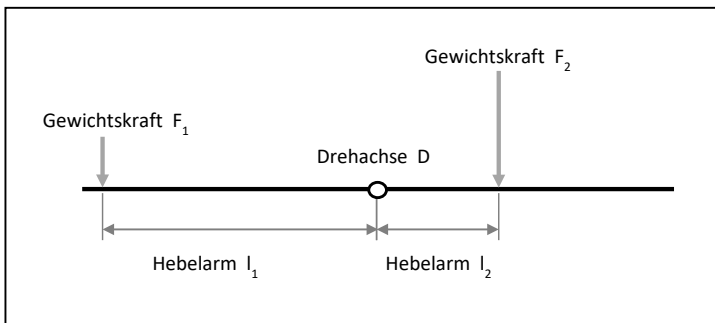 Gewichtskraft F₂
Gewichtskraft F₁
Drehachse D
Hebelarm l₁
Hebelarm l₂